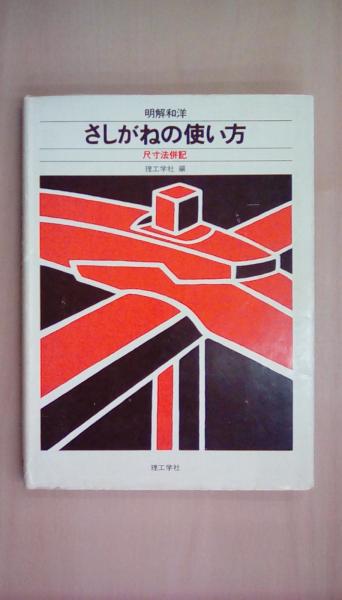 明解和洋
さしがねの使い方
尺寸法併記
理工学社 編
理工学社